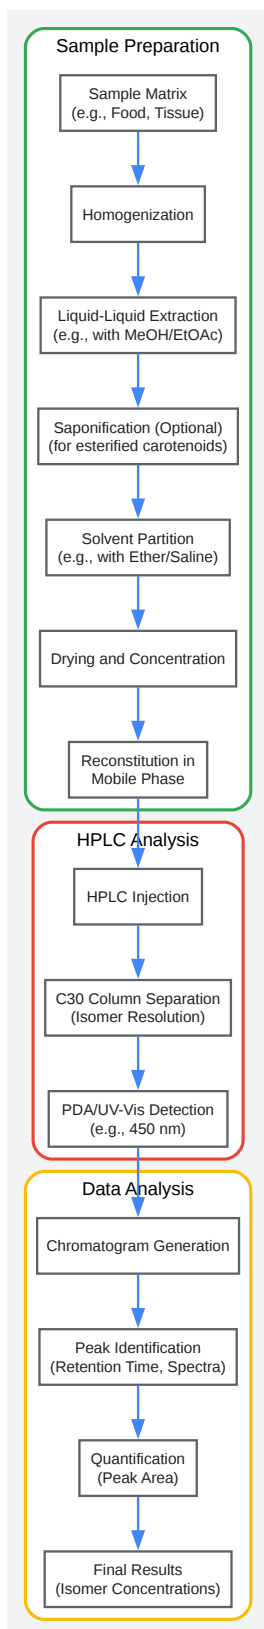 Sample Preparation
Sample Matrix
(e.g., Food, Tissue)
Homogenization
Liquid-Liquid Extraction
(e.g., with MeOH/EtOAc)
Saponification (Optional)
(for esterified carotenoids)
Solvent Partition
(e.g., with Ether/Saline)
Drying and Concentration
Reconstitution in
Mobile Phase
HPLC Analysis
HPLC Injection
C30 Column Separation
(Isomer Resolution)
PDA/UV-Vis Detection
(e.g., 450 nm)
Data Analysis
Chromatogram Generation
Peak Identification
(Retention Time, Spectra)
Quantification
(Peak Area)
Final Results
(Isomer Concentrations)